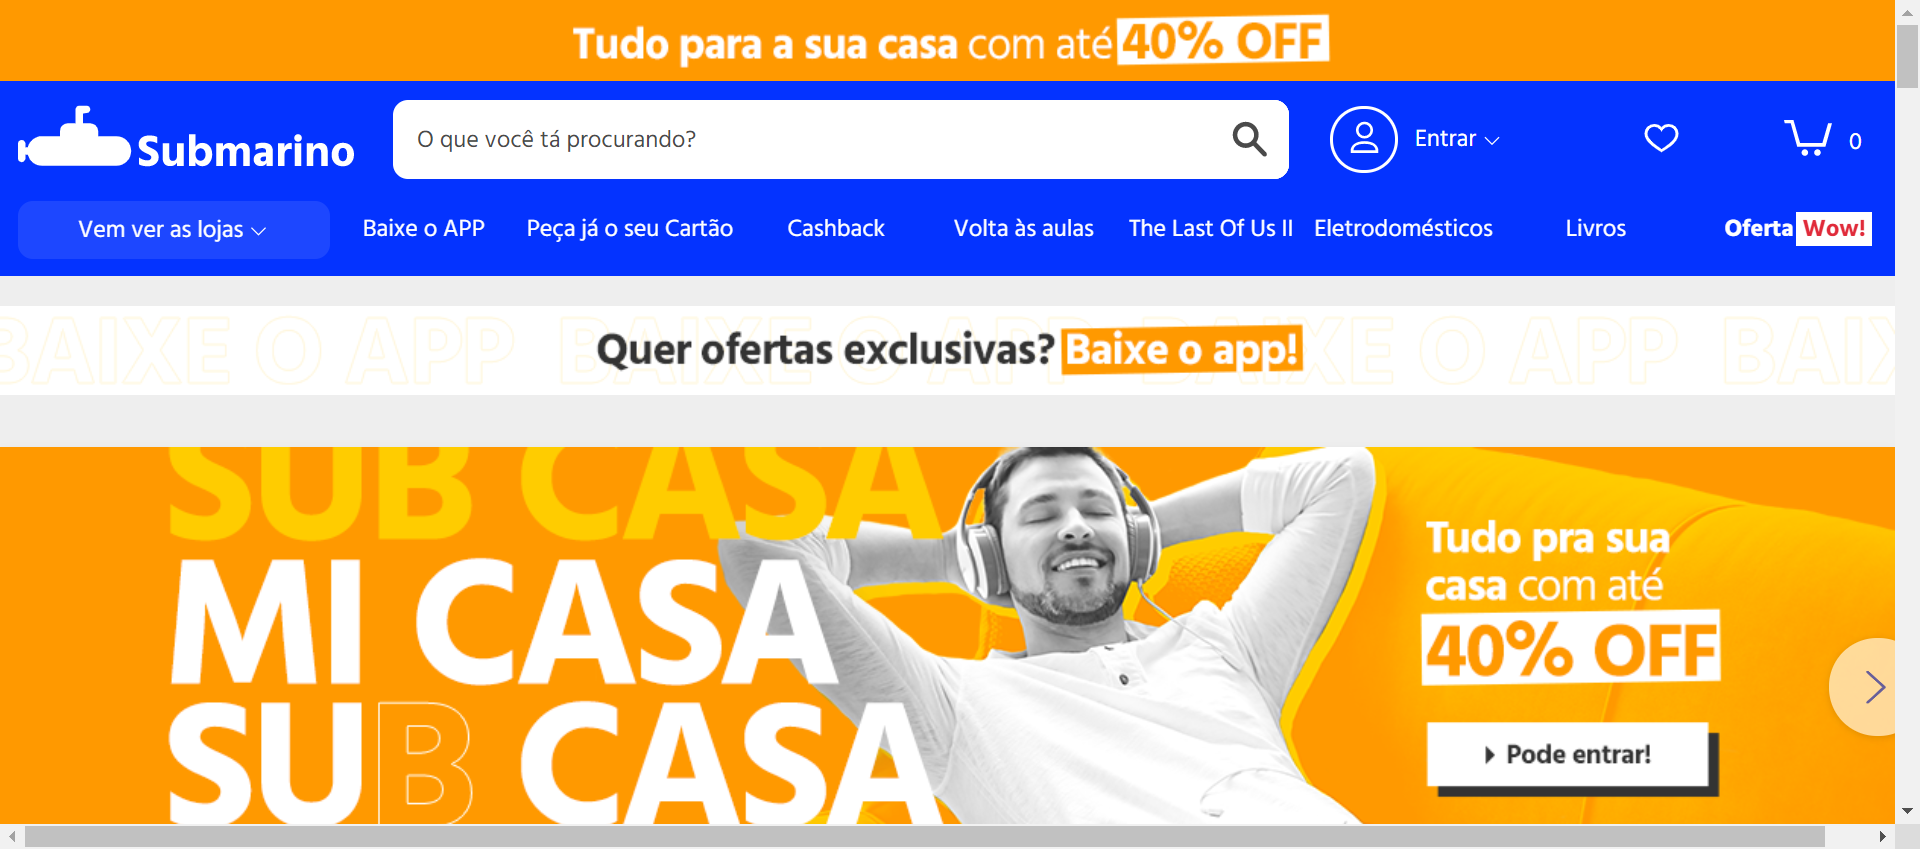 Tudo para a sua casa com até 40% OFF
Submarino
O que você tá procurando?
Entrar
0
Vem ver as lojas
Baixe o APP
Peça já o seu Cartão
Cashback
Volta às aulas
The Last Of Us II
Eletrodomésticos
Livros
Oferta Wow!
BAIXE O APP BAIXE O APP BAIXE O APP BAIX
Quer ofertas exclusivas? Baixe o app!
SUB CASA
MI CASA
SUB CASA
Tudo pra sua
casa com até
40% OFF
Pode entrar!